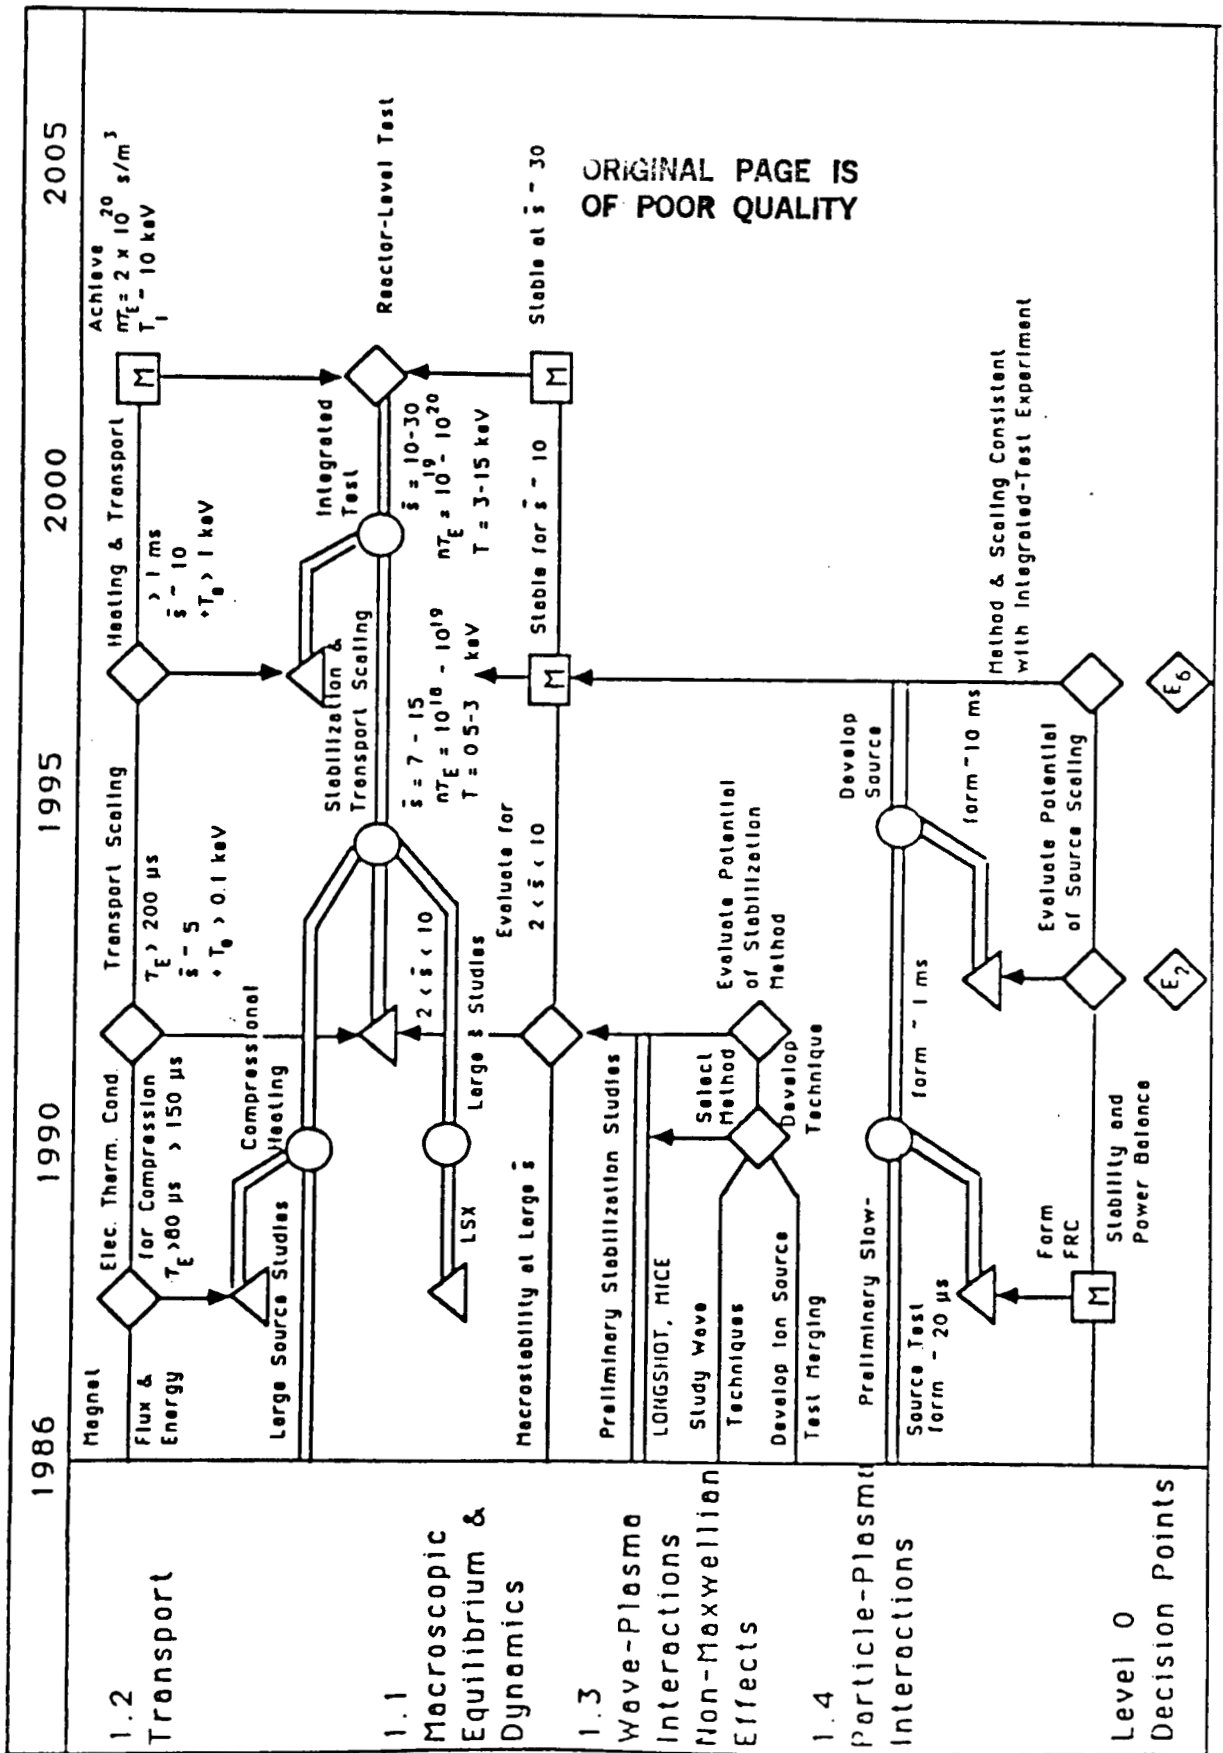 1986
1990
1995
2000
2005
1.2
Transport
Magnet
Flux &
Energy
Elec. Therm. Cond.
for Compression
τE >80 μs > 150 μs
Transport Scaling
τE > 200 μs
s̄ ~ 5
+ Te > 0.1 keV
Heating & Transport
> 1 ms
s̄ ~ 10
+Te > 1 keV
Achieve
nτE = 2 x 10^20 s/m^3
Ti ~ 10 keV
M
Large Source Studies
Compressional
Heating
Stabilization &
Transport Scaling
Integrated
Test
Reactor-Level Test
s̄ = 7 - 15
nτE = 10^18 - 10^19
T = 0.5-3 keV
s̄ = 10-30
nτE = 10^19 - 10^20
T = 3-15 keV
1.1
Macroscopic
Equilibrium &
Dynamics
LSX
Large s̄ Studies
2 < s̄ < 10
Macrostability at Large s̄
Evaluate for
2 < s̄ < 10
M
Stable for s̄ ~ 10
M
Stable at s̄ ~ 30
ORIGINAL PAGE IS
OF POOR QUALITY
1.3
Wave-Plasma
Interactions
Non-Maxwellian
Effects
Preliminary Stabilization Studies
LONGSHOT, MICE
Study Wave
Techniques
Select
Method
Evaluate Potential
of Stabilization
Method
Develop Ion Source
Test Merging
Develop
Technique
1.4
Particle-Plasma
Interactions
Preliminary Slow-
Source Test
form ~ 20 μs
form ~ 1 ms
Develop
Source
form ~10 ms
Form
FRC
M
Stability and
Power Balance
Evaluate Potential
of Source Scaling
Method & Scaling Consistent
with Integrated-Test Experiment
Level 0
Decision Points
E2
E6